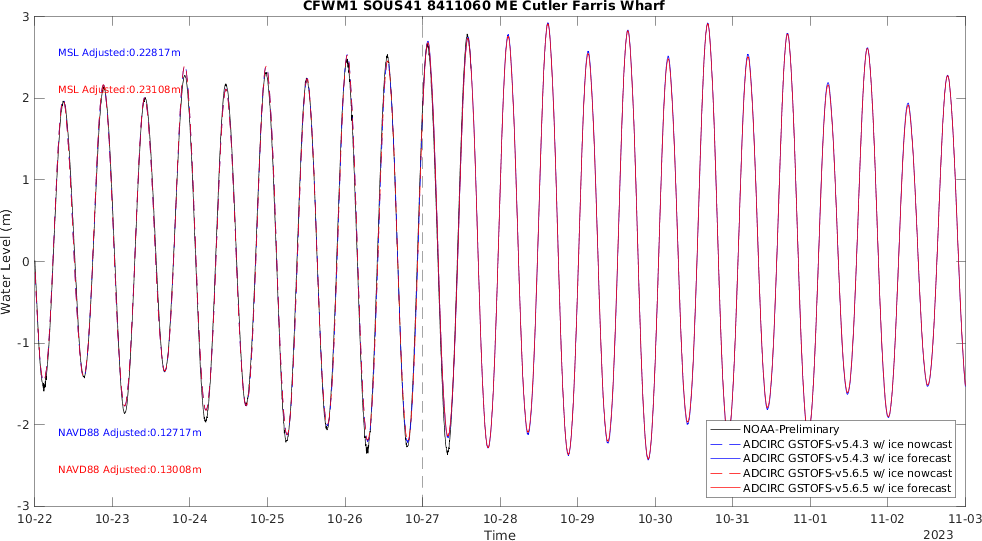 CFWM1 SOUS41 8411060 ME Cutler Farris Wharf
3
2
1
0
-1
-2
-3
Water Level (m)
MSL Adjusted:0.22817m
MSL Adjusted:0.23108m
NAVD88 Adjusted:0.12717m
NAVD88 Adjusted:0.13008m
NOAA-Preliminary
ADCIRC GSTOFS-v5.4.3 w/ ice nowcast
ADCIRC GSTOFS-v5.4.3 w/ ice forecast
ADCIRC GSTOFS-v5.6.5 w/ ice nowcast
ADCIRC GSTOFS-v5.6.5 w/ ice forecast
10-22 10-23 10-24 10-25 10-26 10-27 10-28 10-29 10-30 10-31 11-01 11-02 11-03
Time
2023